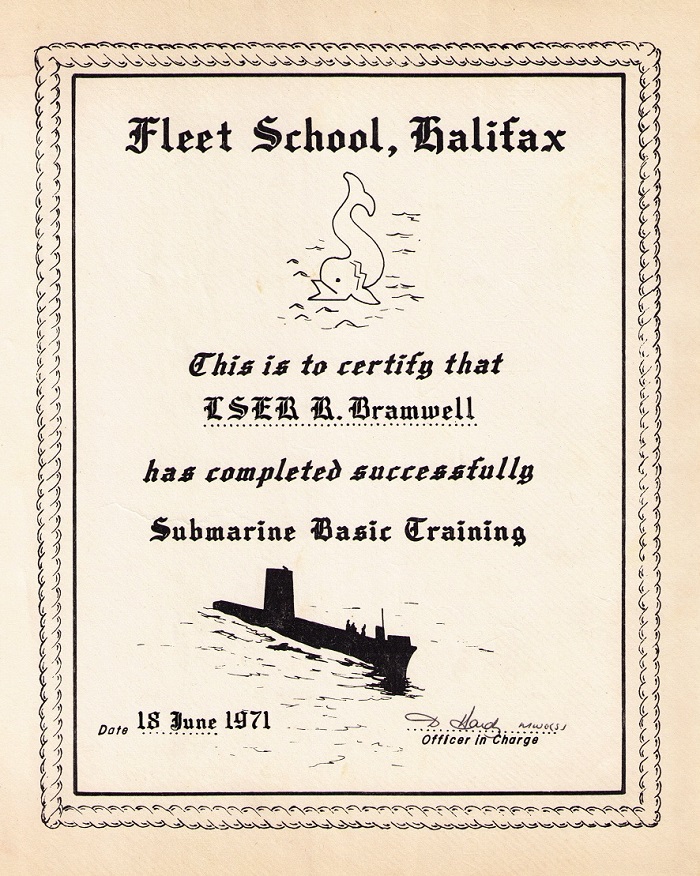 Fleet School, Halifax
This is to certify that
LSER R. Bramwell
has completed successfully
Submarine Basic Training
Date 18 June 1971
Officer in Charge